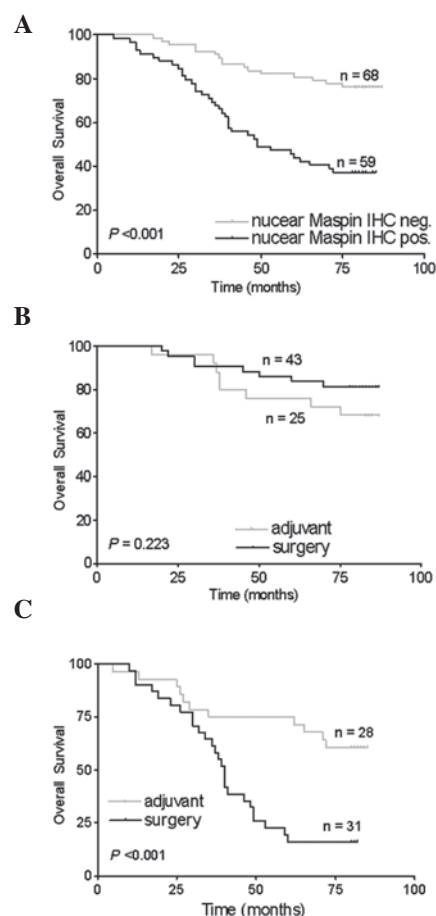 A
100
80
60
40
20
0
Overall Survival
n = 68
n = 59
P <0.001
nucear Maspin IHC neg.
nucear Maspin IHC pos.
0 25 50 75 100
Time (months)
B
100
80
60
40
20
0
Overall Survival
n = 43
n = 25
P = 0.223
adjuvant
surgery
0 25 50 75 100
Time (months)
C
100
75
50
25
0
Overall Survival
n = 28
n = 31
adjuvant
surgery
P <0.001
0 25 50 75 100
Time (months)